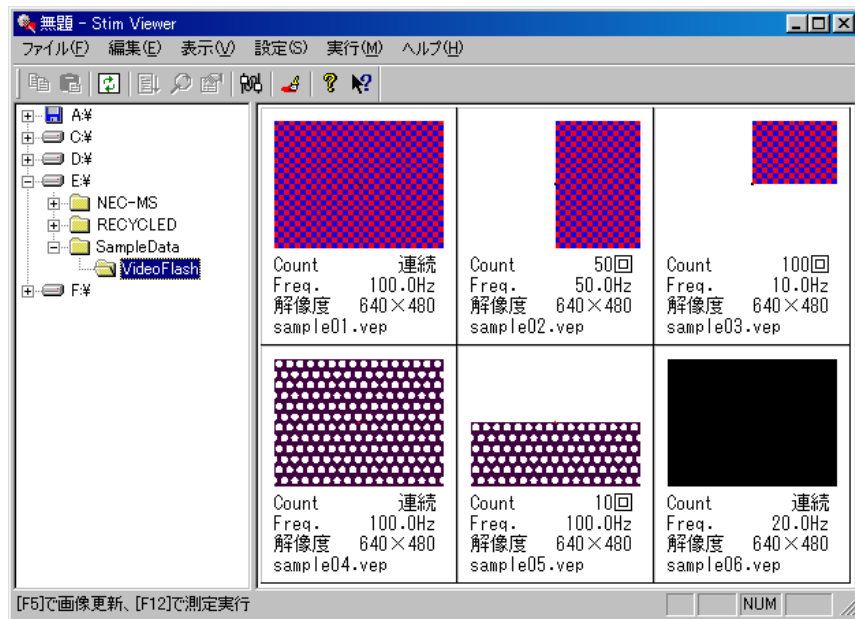 無題 - Stim Viewer
ファイル(F) 編集(E) 表示(V) 設定(S) 実行(M) ヘルプ(H)
A:¥
C:¥
D:¥
E:¥
NEC-MS
RECYCLED
SampleData
VideoFlash
F:¥
Count 連続
Freq. 100.0Hz
解像度 640×480
sample01.vep
Count 50回
Freq. 50.0Hz
解像度 640×480
sample02.vep
Count 100回
Freq. 10.0Hz
解像度 640×480
sample03.vep
Count 連続
Freq. 100.0Hz
解像度 640×480
sample04.vep
Count 10回
Freq. 100.0Hz
解像度 640×480
sample05.vep
Count 連続
Freq. 20.0Hz
解像度 640×480
sample06.vep
[F5]で画像更新、[F12]で測定実行
NUM